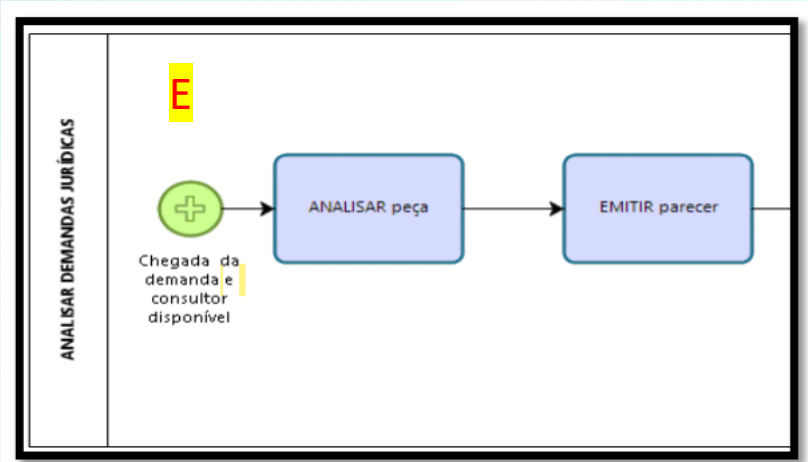 ANALISAR DEMANDAS JURÍDICAS
E
Chegada da
demanda e
consultor
disponível
ANALISAR peça
EMITIR parecer